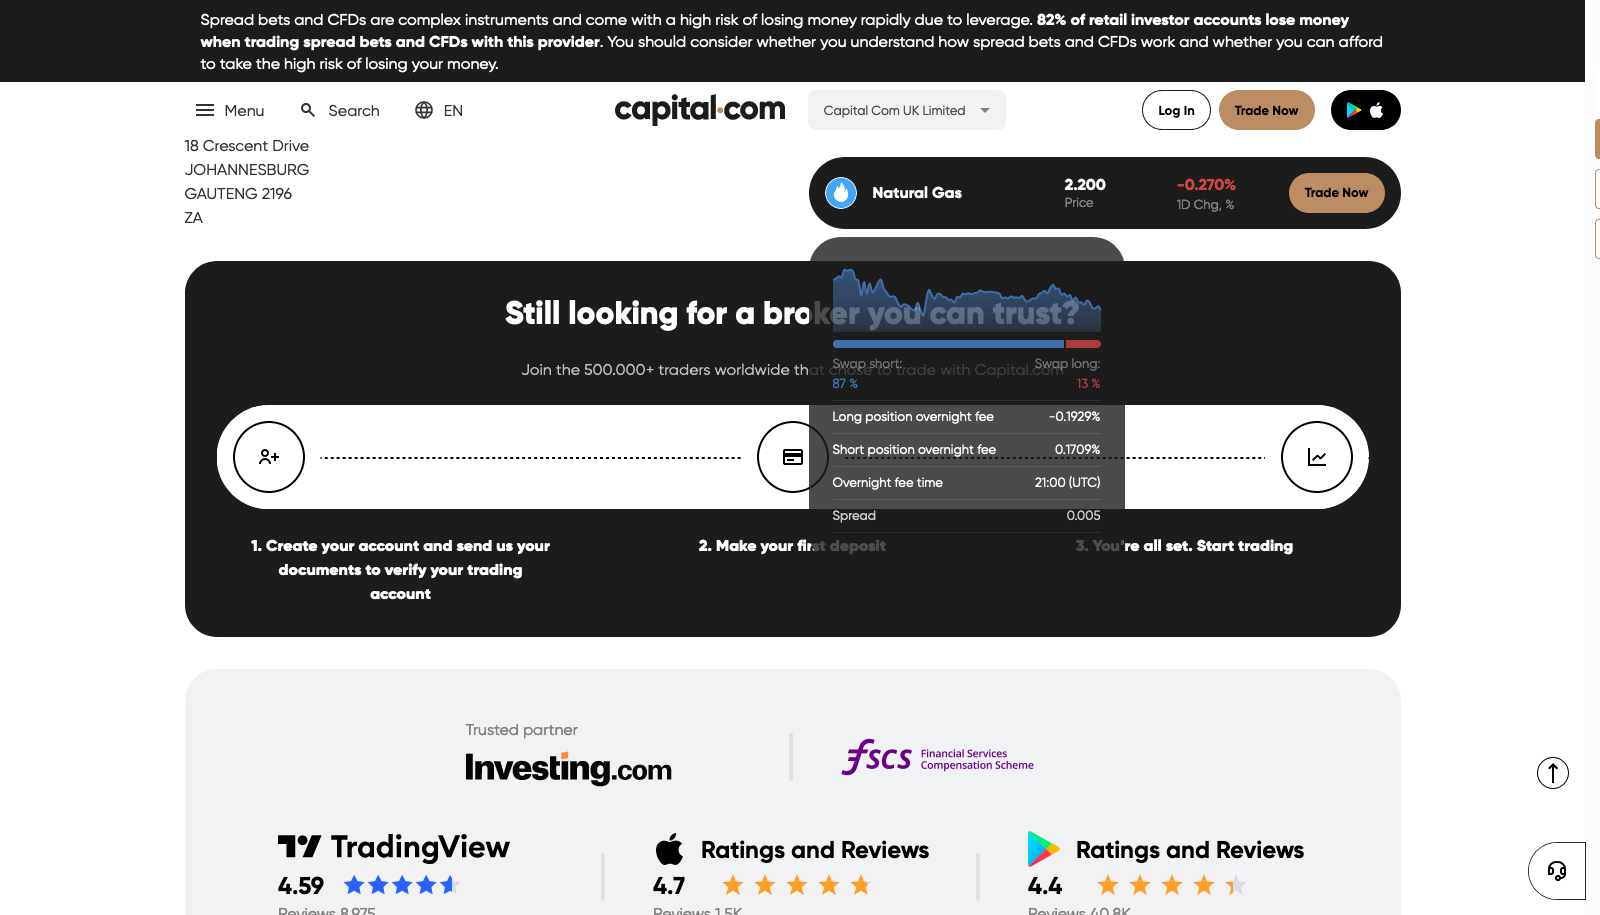 Spread bets and CFDs are complex instruments and come with a high risk of losing money rapidly due to leverage. 82% of retail investor accounts lose money
when trading spread bets and CFDs with this provider. You should consider whether you understand how spread bets and CFDs work and whether you can afford
to take the high risk of losing your money.
Menu Search EN capital.com Capital Com UK Limited Log In Trade Now
18 Crescent Drive
JOHANNESBURG
GAUTENG 2196
ZA
Natural Gas 2.200 -0.270% Trade Now
Price 1D Chg, %
Still looking for a broker you can trust?
Join the 500.000+ traders worldwide that chose to trade with Capital.com
Swap short: Swap long:
87 % 13 %
Long position overnight fee -0.1929%
Short position overnight fee 0.1709%
Overnight fee time 21:00 (UTC)
Spread 0.005
1. Create your account and send us your
documents to verify your trading
account
2. Make your first deposit
3. You're all set. Start trading
Trusted partner
Investing.com
fscs Financial Services
Compensation Scheme
TradingView
4.59
Reviews 8,975
Ratings and Reviews
4.7
Reviews 1.5K
Ratings and Reviews
4.4
Reviews 40.8K